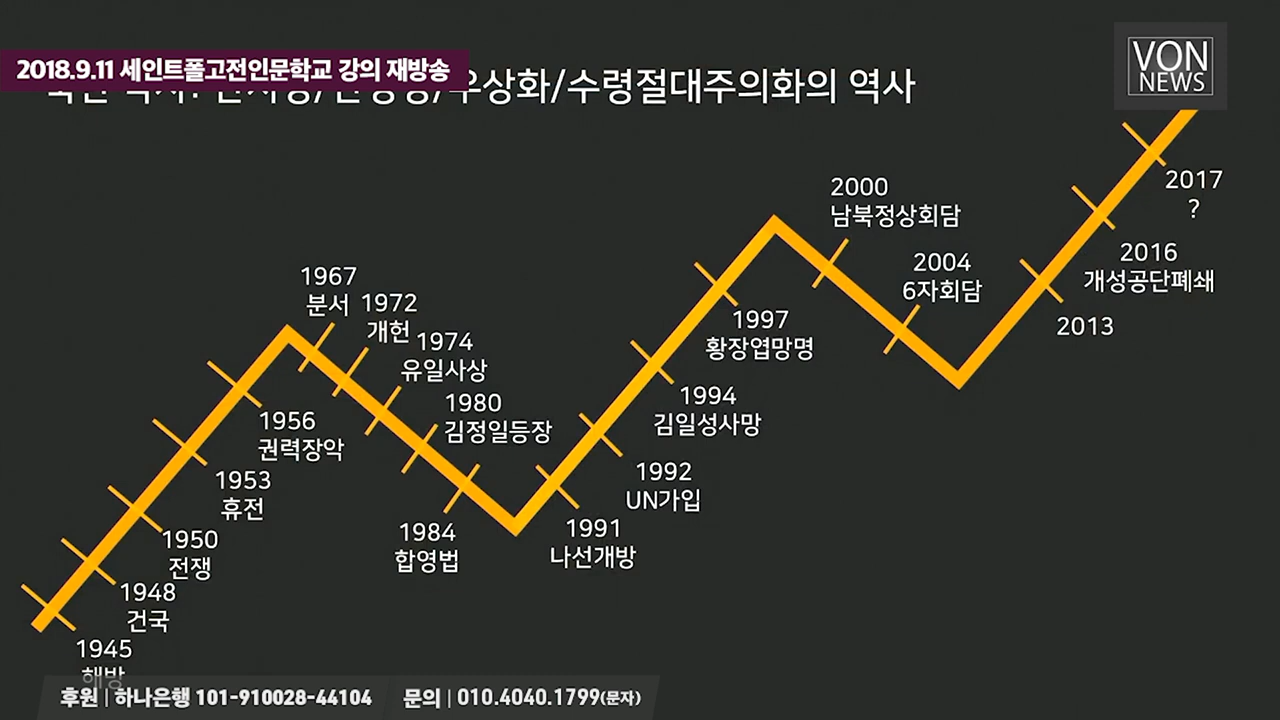 2018.9.11 세인트폴고전인문학교 강의 재방송
우상화/수령절대주의화의 역사
VON
NEWS
2017
?
2000
남북정상회담
2016
개성공단폐쇄
2004
6자회담
2013
1967
분서
1972
개헌
1974
유일사상
1980
김정일등장
1997
황장엽망명
1994
김일성사망
1956
권력장악
1992
UN가입
1953
휴전
1991
나선개방
1984
합영법
1950
전쟁
1948
건국
1945
해방
후원 | 하나은행 101-910028-44104 문의 | 010.4040.1799(문자)